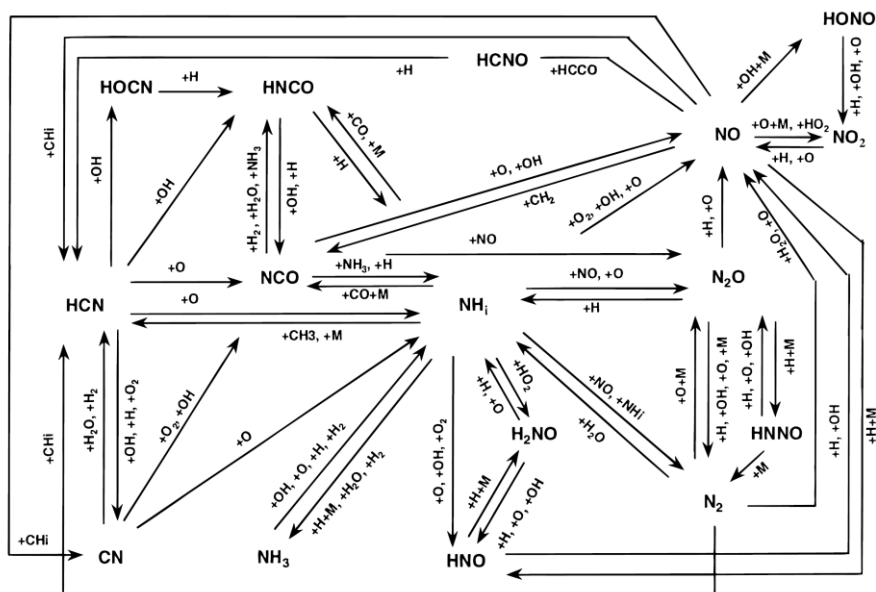 HONO
HCNO
+H
+HCCO
+OH+M
+H, +OH, +O
HOCN
+H
HNCO
NO
+O+M, +HO2
NO2
+H, +O
+CHi
+OH
+OH
+H2, +H2O, +NH3
+OH, +H
+CO, +M
+H
+O, +OH
+CH2
+O2, +OH, +O
+H, +O
+H2O, +O
+NO
HCN
+O
NCO
+NH3, +H
+CO+M
NHi
+NO, +O
+H
N2O
+O
+CH3, +M
+H2O, +H2
+OH, +H, +O2
+O2, +OH
+O
+HO2
+H, +O
H2NO
+NO, +NHi
+H2O
+O+M
+H, +OH, +O, +M
+H, +O, +OH
+H+M
HNNO
+M
+H, +OH
+H+M
+CHi
+OH, +O, +H, +H2
+H+M, +H2O, +H2
+O, +OH, +O2
+H+M
+H, +O, +OH
N2
+CHi
CN
NH3
HNO